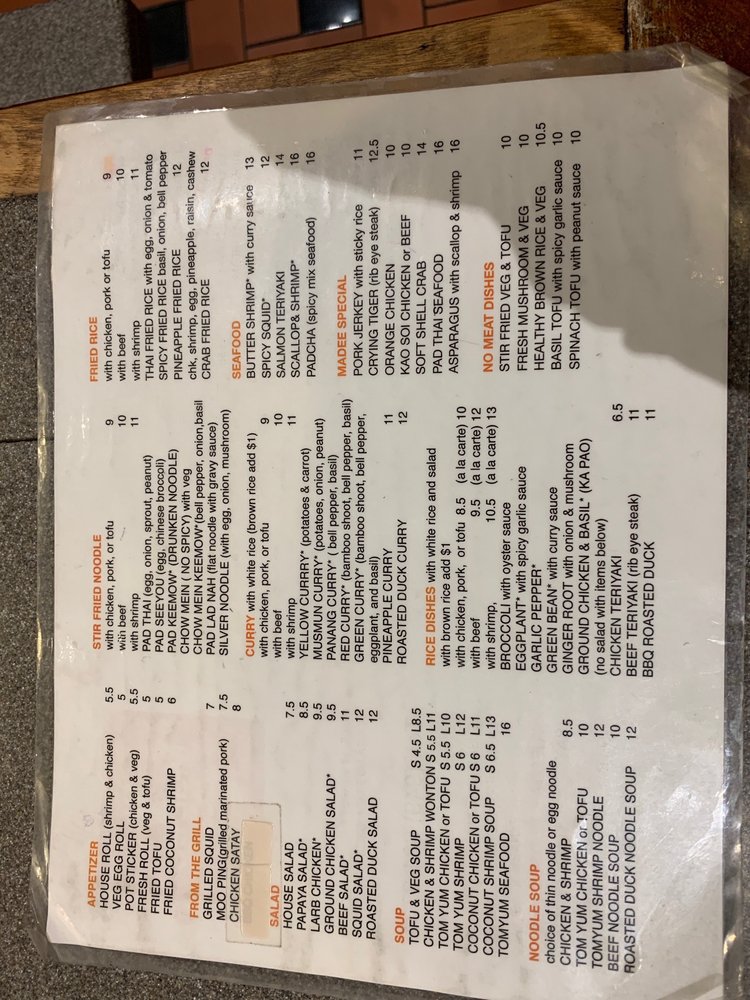 APPETIZER
HOUSE ROLL (shrimp & chicken) 5.5
VEG EGG ROLL 5
POT STICKER (chicken & veg) 5.5
FRESH ROLL (veg & tofu) 5
FRIED TOFU 5
FRIED COCONUT SHRIMP 6
FROM THE GRILL
GRILLED SQUID 7
MOO PING(grilled marinated pork) 7.5
CHICKEN SATAY 8
SALAD
HOUSE SALAD 7.5
PAPAYA SALAD* 8.5
LARB CHICKEN* 9.5
GROUND CHICKEN SALAD* 9.5
BEEF SALAD* 11
SQUID SALAD* 12
ROASTED DUCK SALAD 12
SOUP
TOFU & VEG SOUP S 4.5 L8.5
CHICKEN & SHRIMP WONTON S 5.5 L11
TOM YUM CHICKEN or TOFU S 5.5 L10
TOM YUM SHRIMP S 6 L12
COCONUT CHICKEN or TOFU S 6 L11
COCONUT SHRIMP SOUP S 6.5 L13
TOMYUM SEAFOOD 16
NOODLE SOUP
choice of thin noodle or egg noodle
CHICKEN & SHRIMP 8.5
TOM YUM CHICKEN or TOFU 10
TOMYUM SHRIMP NOODLE 12
BEEF NOODLE SOUP 10
ROASTED DUCK NOODLE SOUP 12
STIR FRIED NOODLE
with chicken, pork, or tofu 9
with beef 10
with shrimp 11
PAD THAI (egg, onion, sprout, peanut)
PAD SEEYOU (egg, chinese broccoli)
PAD KEEMOW* (DRUNKEN NOODLE)
CHOW MEIN ( NO SPICY) with veg
CHOW MEIN KEEMOW*(bell pepper, onion,basil
PAD LAD NAH (flat noodle with gravy sauce)
SILVER NOODLE (with egg, onion, mushroom)
CURRY with white rice (brown rice add $1)
with chicken, pork, or tofu 9
with beef 10
with shrimp 11
YELLOW CURRRY* (potatoes & carrot)
MUSMUN CURRY* (potatoes, onion, peanut)
PANANG CURRY* ( bell pepper, basil)
RED CURRY* (bamboo shoot, bell pepper, basil)
GREEN CURRY* (bamboo shoot, bell pepper,
eggplant, and basil)
PINEAPPLE CURRY 11
ROASTED DUCK CURRY 12
RICE DISHES with white rice and salad
with brown rice add $1
with chicken, pork, or tofu 8.5 (a la carte) 10
with beef 9.5 (a la carte) 12
with shrimp, 10.5 (a la carte) 13
BROCCOLI with oyster sauce
EGGPLANT* with spicy garlic sauce
GARLIC PEPPER*
GREEN BEAN* with curry sauce
GINGER ROOT with onion & mushroom
GROUND CHICKEN & BASIL* (KA PAO)
(no salad with items below)
CHICKEN TERIYAKI 6.5
BEEF TERIYAKI (rib eye steak) 11
BBQ ROASTED DUCK 11
FRIED RICE
with chicken, pork or tofu 9
with beef 10
with shrimp 11
THAI FRIED RICE with egg, onion & tomato
SPICY FRIED RICE basil, onion, bell pepper
PINEAPPLE FRIED RICE 12
chk, shrimp, egg, pineapple, raisin, cashew
CRAB FRIED RICE 12
SEAFOOD
BUTTER SHRIMP* with curry sauce 13
SPICY SQUID* 12
SALMON TERIYAKI 14
SCALLOP& SHRIMP* 16
PADCHA (spicy mix seafood) 16
MADEE SPECIAL
PORK JERKEY with sticky rice 11
CRYING TIGER (rib eye steak) 12.5
ORANGE CHICKEN 10
KAO SOI CHICKEN or BEEF 10
SOFT SHELL CRAB 14
PAD THAI SEAFOOD 16
ASPARAGUS with scallop & shrimp 16
NO MEAT DISHES
STIR FRIED VEG & TOFU 10
FRESH MUSHROOM & VEG 10
HEALTHY BROWN RICE & VEG 10.5
BASIL TOFU with spicy garlic sauce 10
SPINACH TOFU with peanut sauce 10